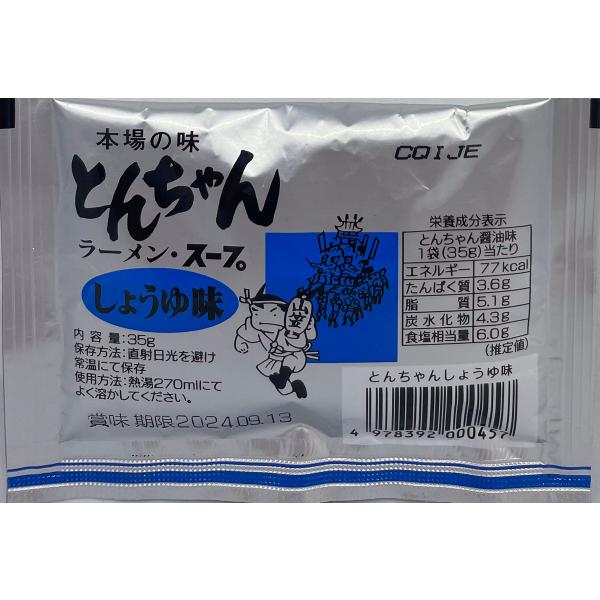 本場の味
とんちゃん
ラーメン・スープ。
しょうゆ味
内容量:35g
保存方法:直射日光を避け
常温にて保存
使用方法:熱湯270mlにて
よく溶かしてください。
賞味期限2024.09.13
山笠
CQIJE
栄養成分表示
とんちゃん醤油味
1袋(35g)当たり
エネルギー 77kcal
たんぱく質 3.6g
脂質 5.1g
炭水化物 4.3g
食塩相当量 6.0g
(推定値)
とんちゃんしょうゆ味
4 978392 000457